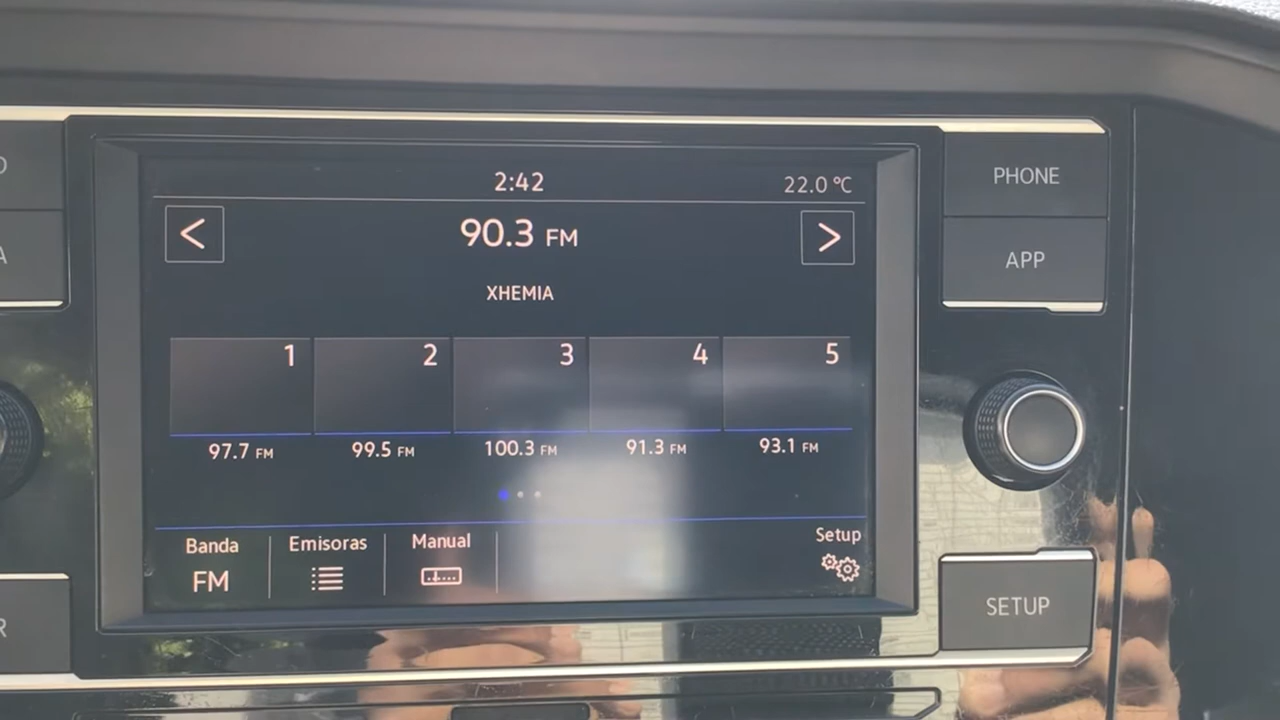 2:42 22.0 °C
PHONE
< 90.3 FM >
APP
XHEMIA
1 2 3 4 5
97.7 FM 99.5 FM 100.3 FM 91.3 FM 93.1 FM
Banda Emisoras Manual Setup
FM
SETUP